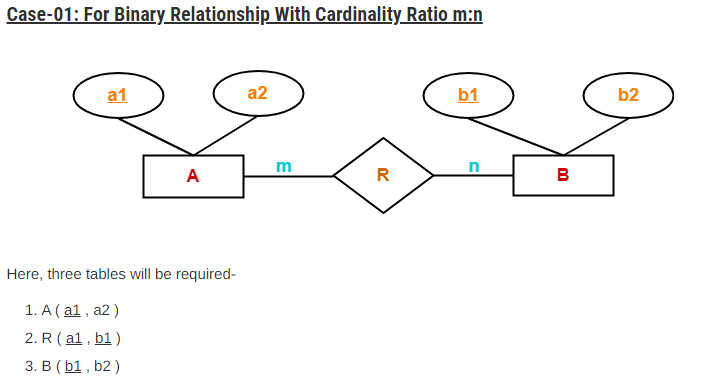 Case-01: For Binary Relationship With Cardinality Ratio m:n
a1 a2 b1 b2
A m R n B
Here, three tables will be required-
1. A ( a1 , a2 )
2. R ( a1 , b1 )
3. B ( b1 , b2 )